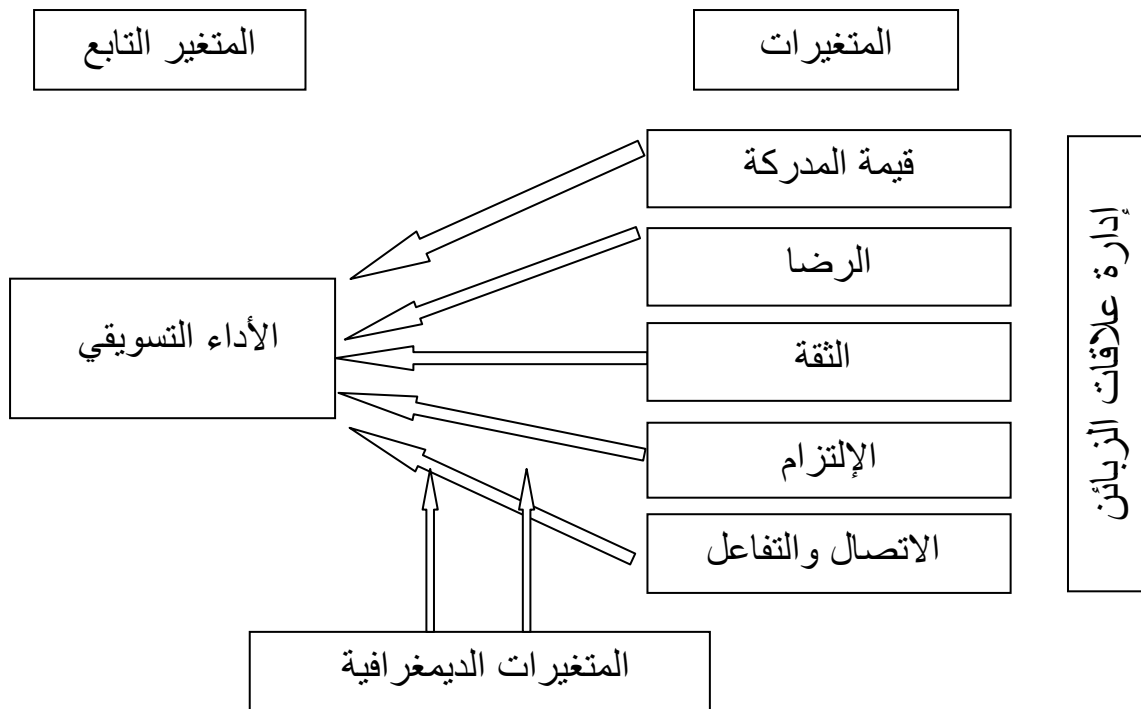 المتغيرات
المتغير التابع
إدارة علاقات الزبائن
قيمة المدركة
الرضا
الثقة
الإلتزام
الاتصال والتفاعل
الأداء التسويقي
المتغيرات الديمغرافية